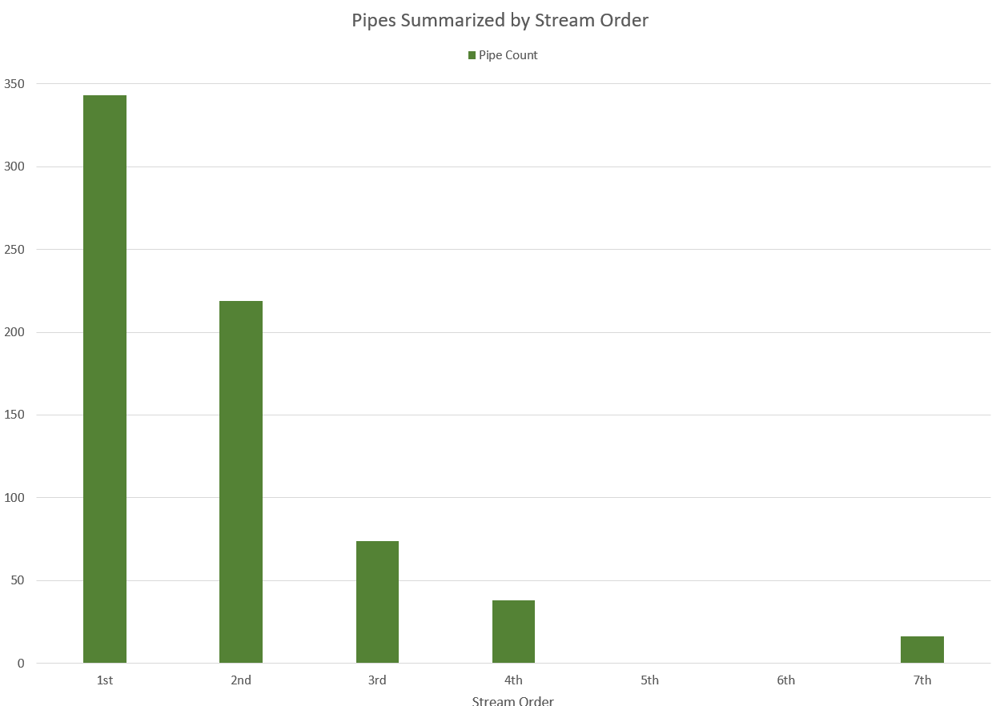 Pipes Summarized by Stream Order
Pipe Count
350
300
250
200
150
100
50
0
1st 2nd 3rd 4th 5th 6th 7th
Stream Order